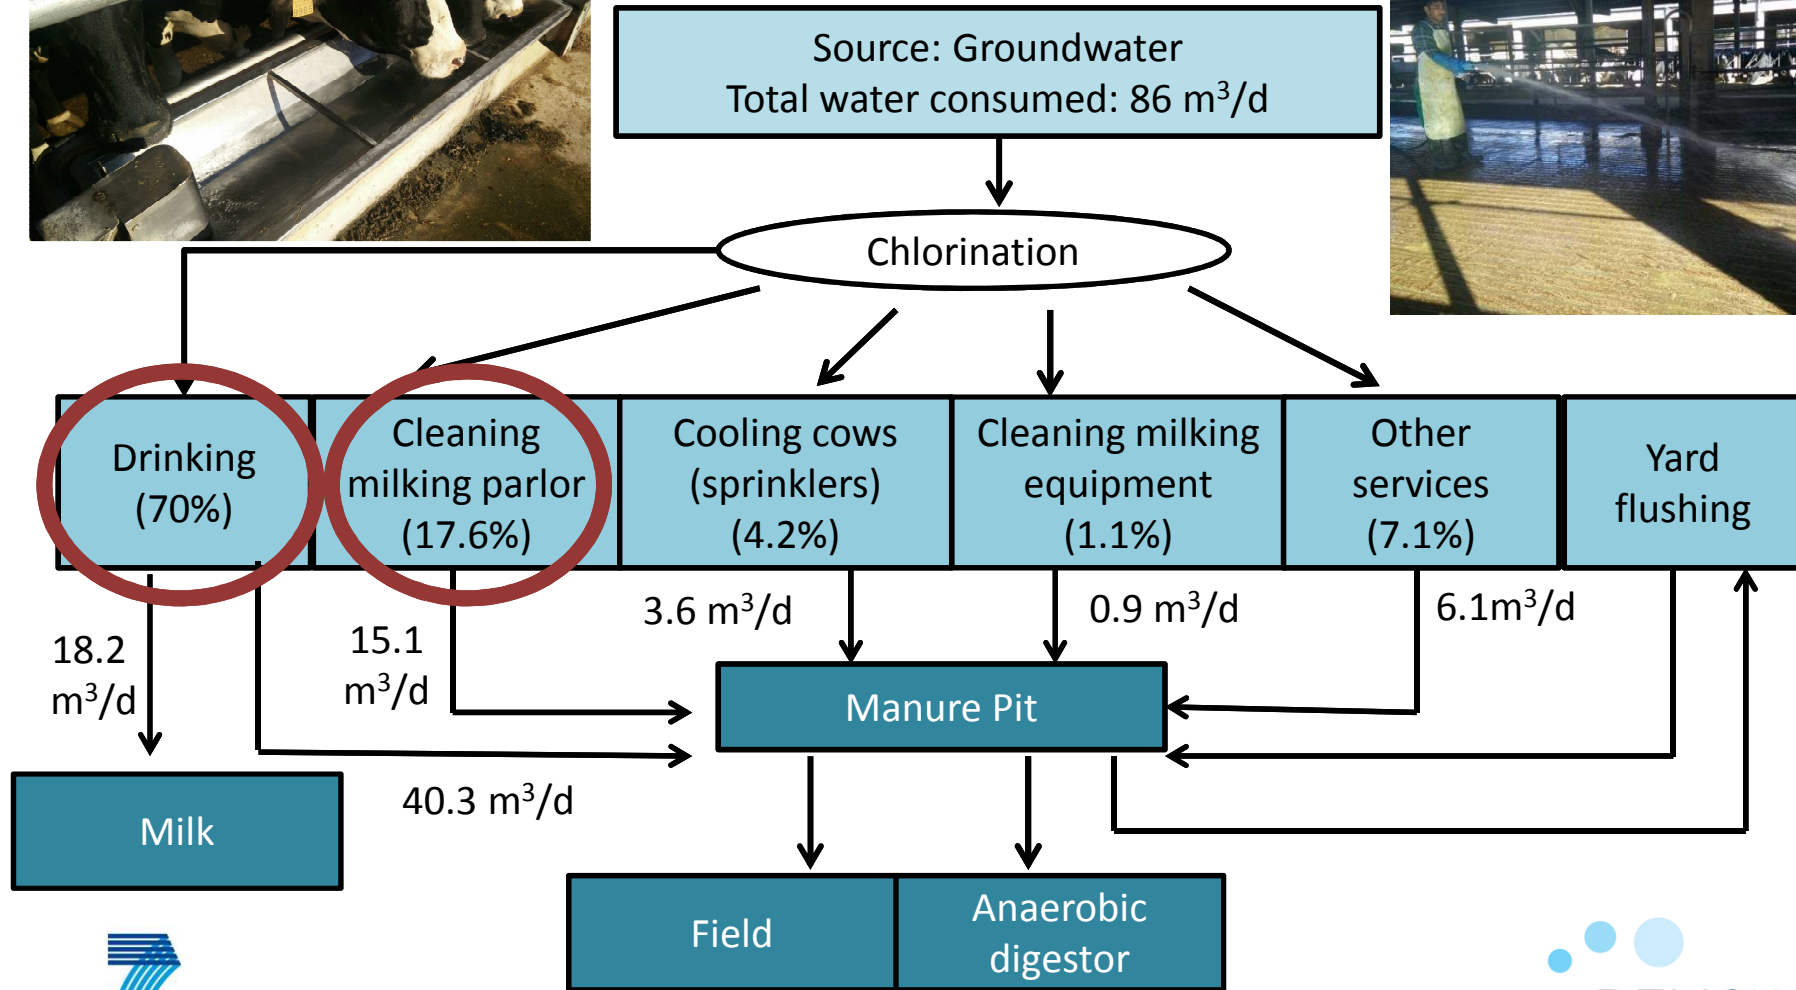 Source: Groundwater
Total water consumed: 86 m³/d
Chlorination
Drinking
(70%)
Cleaning
milking parlor
(17.6%)
Cooling cows
(sprinklers)
(4.2%)
Cleaning milking
equipment
(1.1%)
Other
services
(7.1%)
Yard
flushing
18.2
m³/d
15.1
m³/d
3.6 m³/d
0.9 m³/d
6.1m³/d
Manure Pit
40.3 m³/d
Milk
Field
Anaerobic
digestor